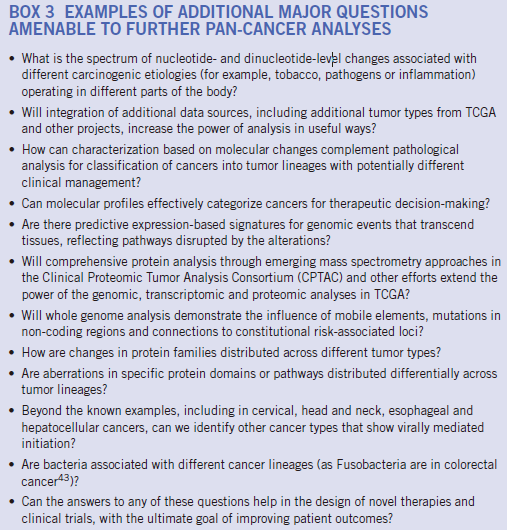 BOX 3 EXAMPLES OF ADDITIONAL MAJOR QUESTIONS
AMENABLE TO FURTHER PAN-CANCER ANALYSES
• What is the spectrum of nucleotide- and dinucleotide-level changes associated with
different carcinogenic etiologies (for example, tobacco, pathogens or inflammation)
operating in different parts of the body?
• Will integration of additional data sources, including additional tumor types from TCGA
and other projects, increase the power of analysis in useful ways?
• How can characterization based on molecular changes complement pathological
analysis for classification of cancers into tumor lineages with potentially different
clinical management?
• Can molecular profiles effectively categorize cancers for therapeutic decision-making?
• Are there predictive expression-based signatures for genomic events that transcend
tissues, reflecting pathways disrupted by the alterations?
• Will comprehensive protein analysis through emerging mass spectrometry approaches in
the Clinical Proteomic Tumor Analysis Consortium (CPTAC) and other efforts extend the
power of the genomic, transcriptomic and proteomic analyses in TCGA?
• Will whole genome analysis demonstrate the influence of mobile elements, mutations in
non-coding regions and connections to constitutional risk-associated loci?
• How are changes in protein families distributed across different tumor types?
• Are aberrations in specific protein domains or pathways distributed differentially across
tumor lineages?
• Beyond the known examples, including in cervical, head and neck, esophageal and
hepatocellular cancers, can we identify other cancer types that show virally mediated
initiation?
• Are bacteria associated with different cancer lineages (as Fusobacteria are in colorectal
cancer43)?
• Can the answers to any of these questions help in the design of novel therapies and
clinical trials, with the ultimate goal of improving patient outcomes?